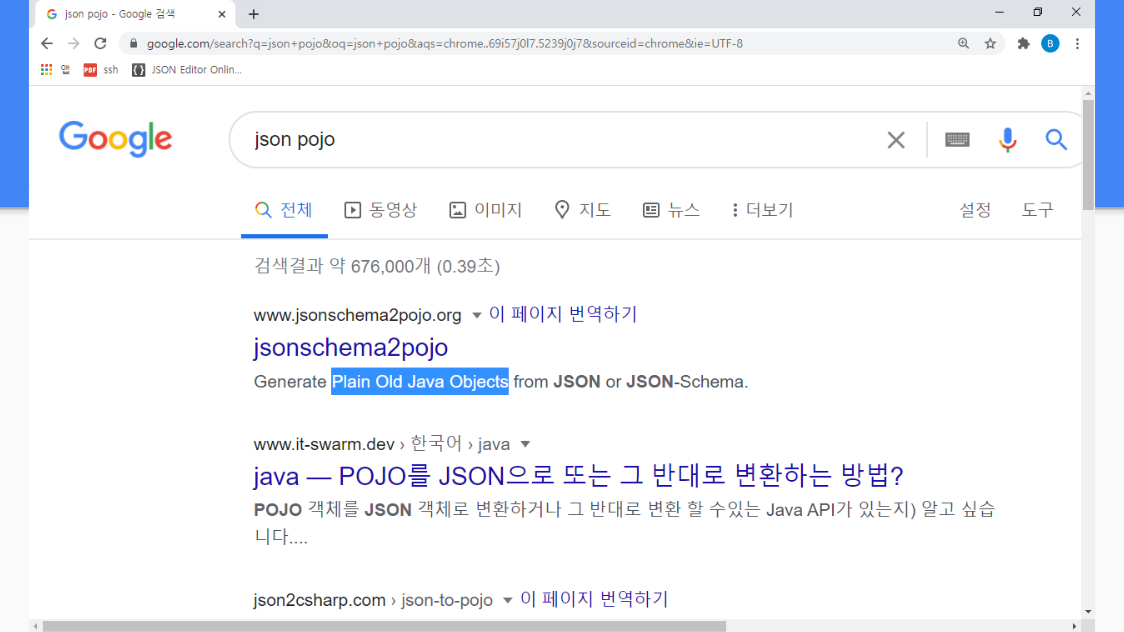 json pojo - Google 검색
google.com/search?q=json+pojo&oq=json+pojo&aqs=chrome..69i57j0l7.5239j0j7&sourceid=chrome&ie=UTF-8
B
PDF ssh JSON Editor Onlin...
Google
json pojo
전체 동영상 이미지 지도 뉴스 더보기 설정 도구
검색결과 약 676,000개 (0.39초)
www.jsonschema2pojo.org 이 페이지 번역하기
jsonschema2pojo
Generate Plain Old Java Objects from JSON or JSON-Schema.
www.it-swarm.dev › 한국어 › java
java — POJO를 JSON으로 또는 그 반대로 변환하는 방법?
POJO 객체를 JSON 객체로 변환하거나 그 반대로 변환 할 수있는 Java API가 있는지) 알고 싶습
니다....
json2csharp.com › json-to-pojo 이 페이지 번역하기